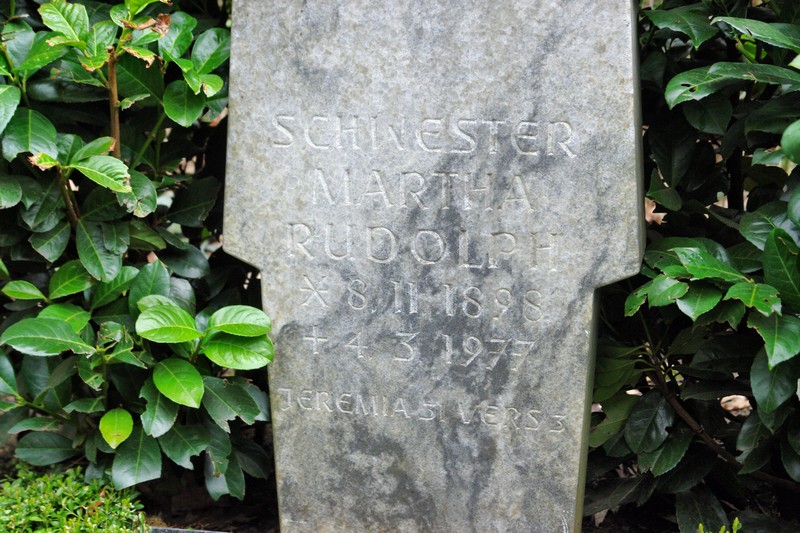 SCHWESTER
MARTHA
RUDOLPH
* 8. 11. 1898
+ 4. 3. 1977
JEREMIA 31 VERS 3